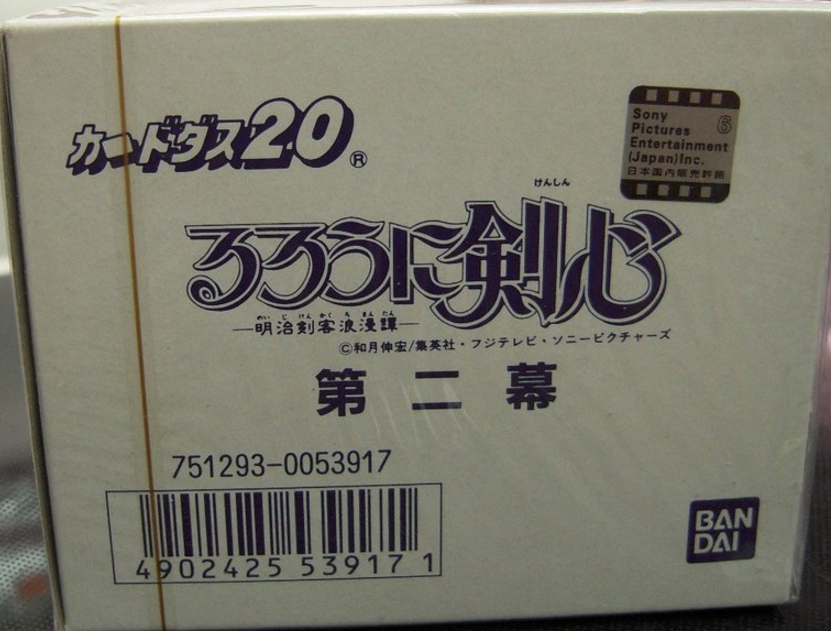 カードダス20®
Sony
Pictures 6
Entertainment
(Japan)Inc.
日本国内販売許諾
けんしん
るろうに剣心
めいじけんかくろまんたん
―明治剣客浪漫譚―
©和月伸宏/集英社・フジテレビ・ソニーピクチャーズ
第二幕
751293-0053917
4902425 539171
BAN
DAI